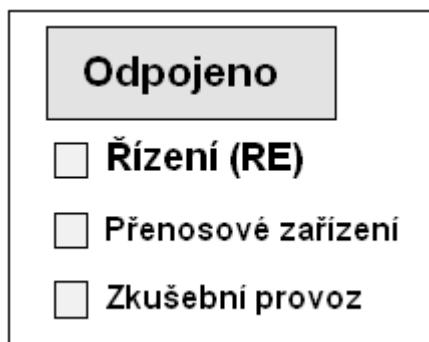 Odpojeno
Řízení (RE)
Přenosové zařízení
Zkušební provoz